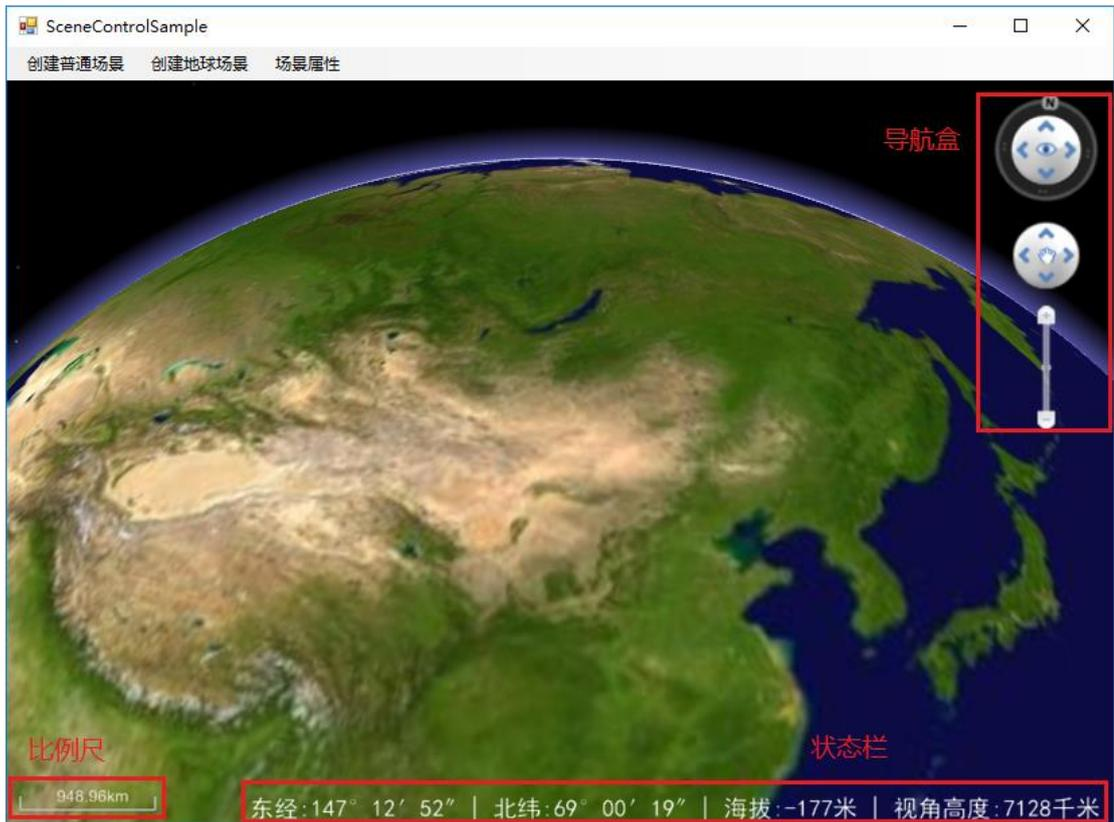 SceneControlSample
创建普通场景 创建地球场景 场景属性
N
导航盒
比例尺
状态栏
948.96km
东经:147° 12′ 52″ | 北纬:69° 00′ 19″ | 海拔:-177米 | 视角高度:7128千米